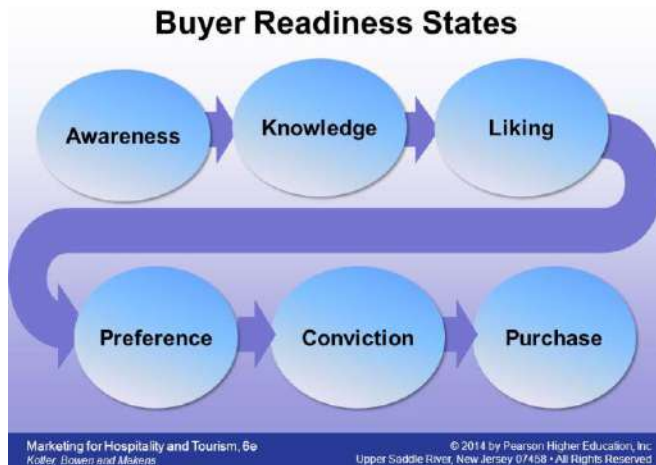 Buyer Readiness States
Awareness
Knowledge
Liking
Preference
Conviction
Purchase
Marketing for Hospitality and Tourism, 6e
Kotler, Bowen and Makens
© 2014 by Pearson Higher Education, Inc
Upper Saddle River, New Jersey 07458 • All Rights Reserved